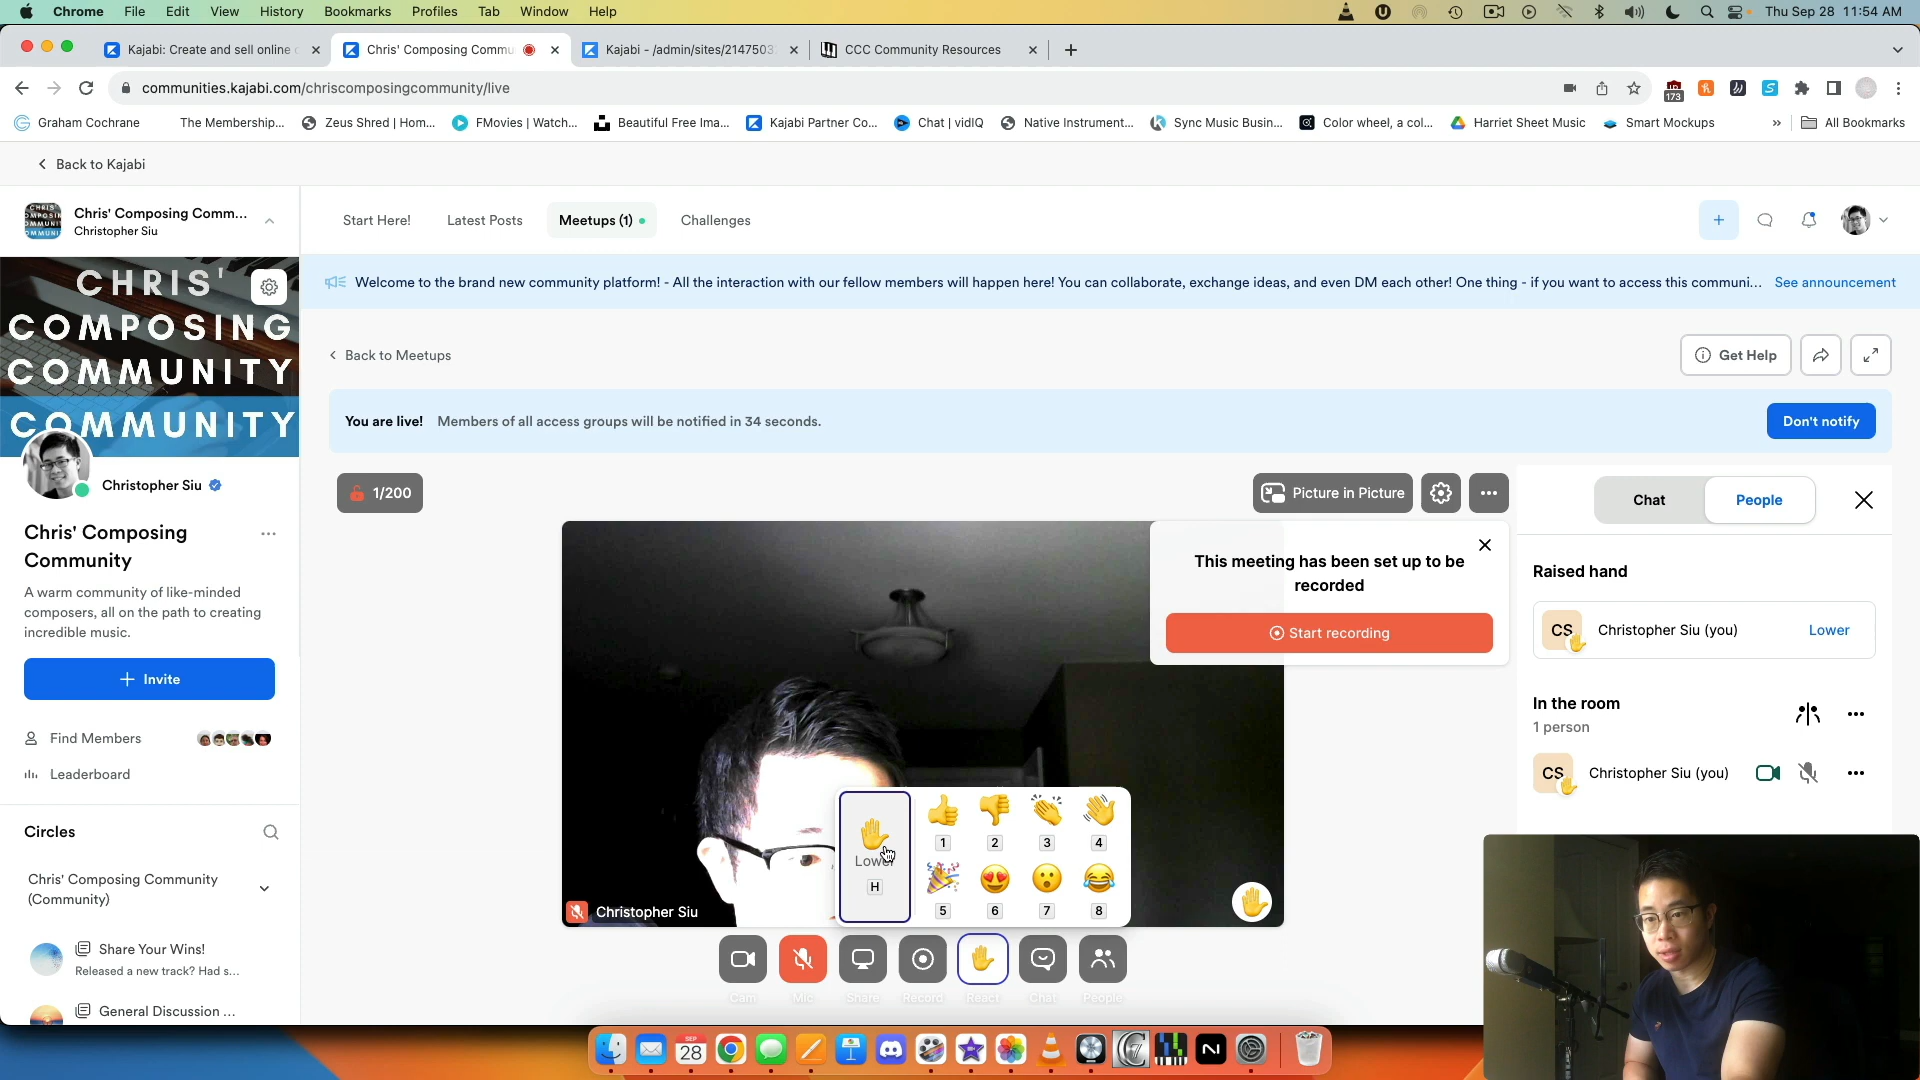 Chrome File Edit View History Bookmarks Profiles Tab Window Help Thu Sep 28 11:54 AM
Kajabi: Create and sell online c Chris' Composing Commu Kajabi - /admin/sites/2147503 CCC Community Resources
communities.kajabi.com/chriscomposingcommunity/live 173
Graham Cochrane The Membership... Zeus Shred | Hom... FMovies | Watch... Beautiful Free Ima... Kajabi Partner Co... Chat | vidIQ Native Instrument... Sync Music Busin... Color wheel, a col... Harriet Sheet Music Smart Mockups » All Bookmarks
Back to Kajabi
Chris' Composing Comm...
Christopher Siu
Start Here! Latest Posts Meetups (1) Challenges
CHRIS'
COMPOSING
COMMUNITY
COMMUNITY
Welcome to the brand new community platform! - All the interaction with our fellow members will happen here! You can collaborate, exchange ideas, and even DM each other! One thing - if you want to access this communi... See announcement
Back to Meetups
Get Help
You are live! Members of all access groups will be notified in 34 seconds.
Don't notify
Christopher Siu
Chris' Composing
Community
A warm community of like-minded
composers, all on the path to creating
incredible music.
Invite
Find Members
Leaderboard
Circles
Chris' Composing Community
(Community)
Share Your Wins!
Released a new track? Had s...
General Discussion ...
1/200
Picture in Picture
This meeting has been set up to be
recorded
Start recording
Lower
H
1 2 3 4
5 6 7 8
Christopher Siu
Cam Mic Share Record React Chat People
Chat People
Raised hand
CS Christopher Siu (you) Lower
In the room
1 person
CS Christopher Siu (you)
SEP
28